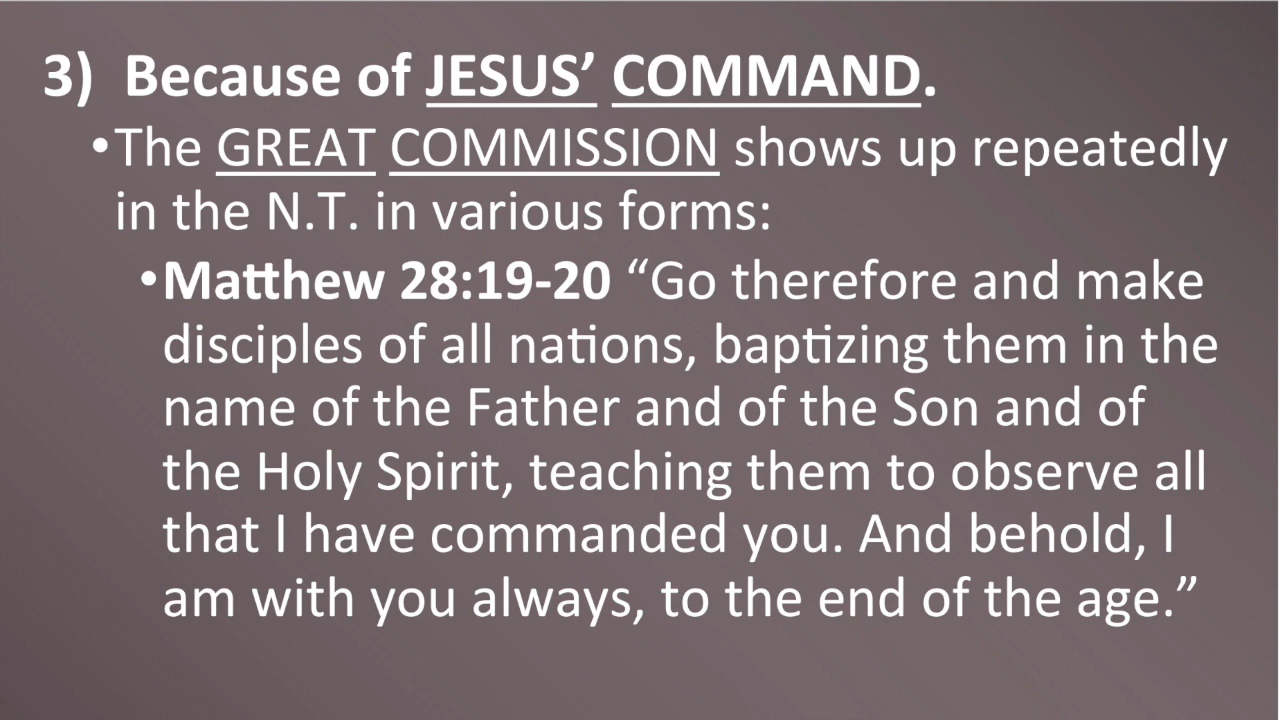 3) Because of JESUS’ COMMAND.
•The GREAT COMMISSION shows up repeatedly
in the N.T. in various forms:
•Matthew 28:19-20 “Go therefore and make
disciples of all nations, baptizing them in the
name of the Father and of the Son and of
the Holy Spirit, teaching them to observe all
that I have commanded you. And behold, I
am with you always, to the end of the age.”